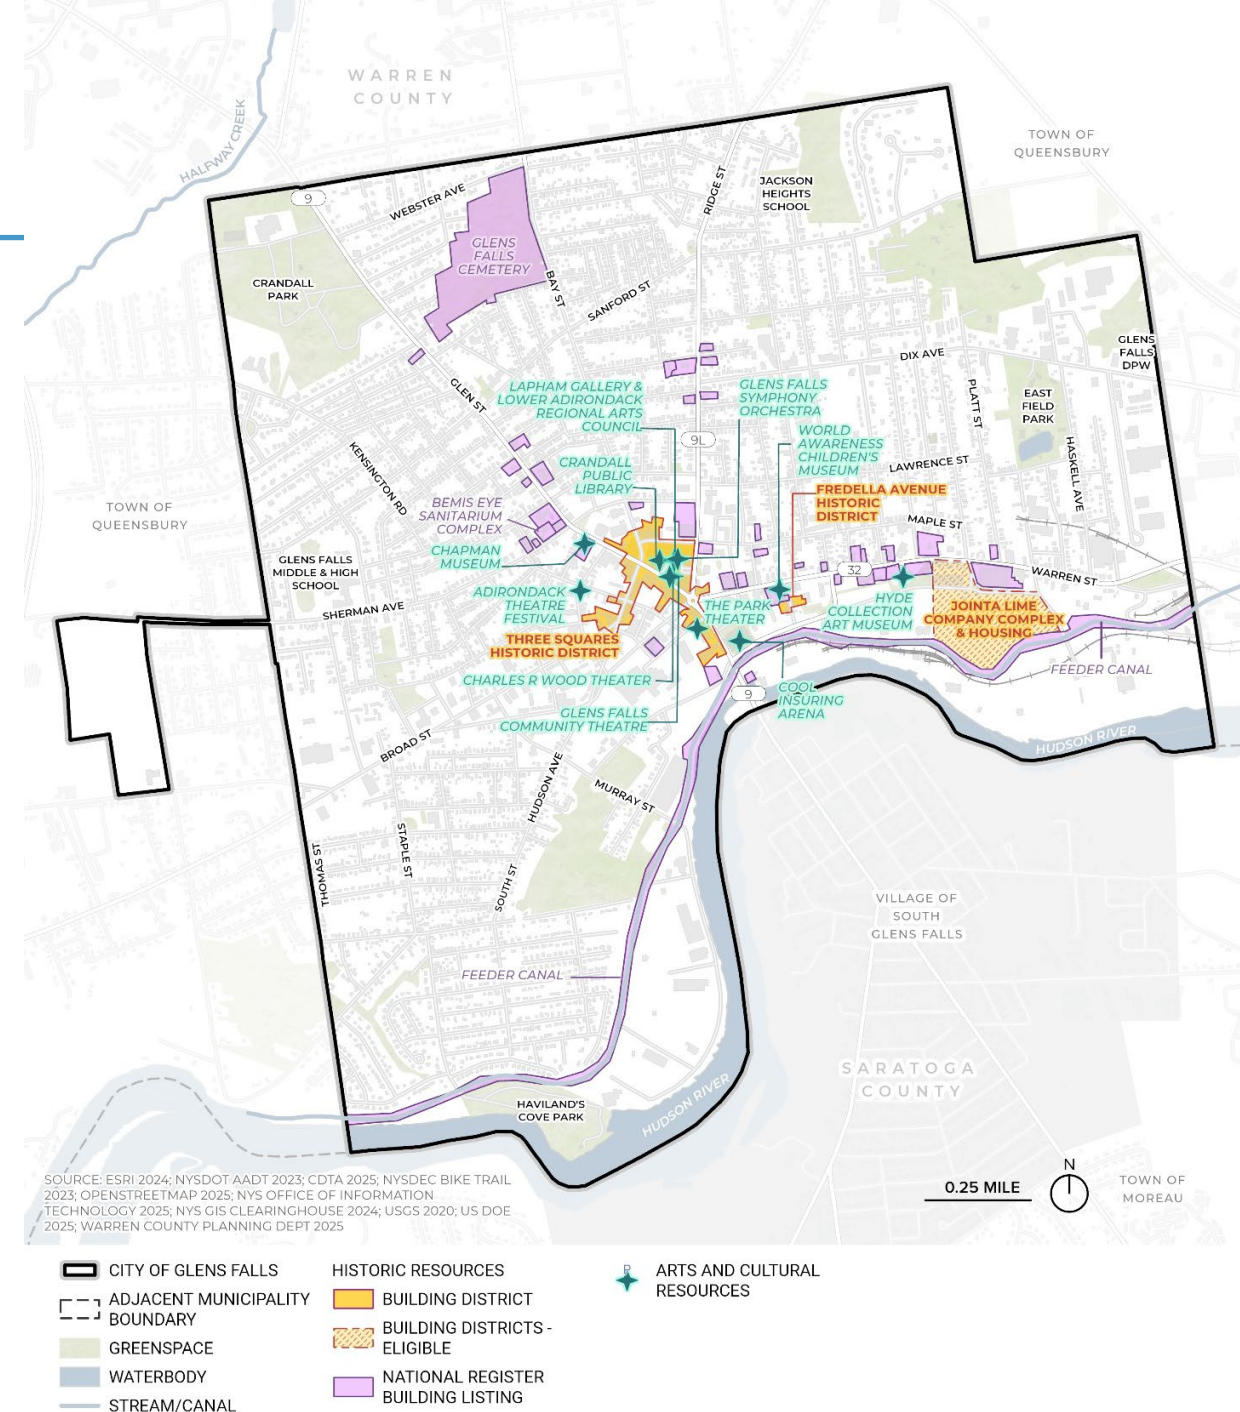 WARREN
COUNTY
HALFWAY CREEK
TOWN OF
QUEENSBURY
9
WEBSTER AVE
RIDGE ST
JACKSON
HEIGHTS
SCHOOL
GLENS
FALLS
CEMETERY
CRANDALL
PARK
BAY ST
SANFORD ST
GLENS
FALLS
DPW
DIX AVE
GLEN ST
LAPHAM GALLERY &
LOWER ADIRONDACK
REGIONAL ARTS
COUNCIL
GLENS FALLS
SYMPHONY
ORCHESTRA
PLATT ST
EAST
FIELD
PARK
9L
WORLD
AWARENESS
CHILDREN'S
MUSEUM
HASKELL AVE
KENSINGTON RD
CRANDALL
PUBLIC
LIBRARY
LAWRENCE ST
FREDELLA AVENUE
HISTORIC
DISTRICT
TOWN OF
QUEENSBURY
BEMIS EYE
SANITARIUM
COMPLEX
MAPLE ST
CHAPMAN
MUSEUM
GLENS FALLS
MIDDLE & HIGH
SCHOOL
32
WARREN ST
ADIRONDACK
THEATRE
FESTIVAL
SHERMAN AVE
THE PARK
THEATER
HYDE
COLLECTION
ART MUSEUM
JOINTA LIME
COMPANY COMPLEX
& HOUSING
THREE SQUARES
HISTORIC DISTRICT
FEEDER CANAL
CHARLES R WOOD THEATER
9
COOL
INSURING
ARENA
GLENS FALLS
COMMUNITY THEATRE
HUDSON RIVER
BROAD ST
HUDSON AVE
MURRAY ST
THOMAS ST
STAPLE ST
SOUTH ST
VILLAGE OF
SOUTH
GLENS FALLS
FEEDER CANAL
SARATOGA
COUNTY
HAVILAND'S
COVE PARK
HUDSON RIVER
SOURCE: ESRI 2024; NYSDOT AADT 2023; CDTA 2025; NYSDEC BIKE TRAIL
2023; OPENSTREETMAP 2025; NYS OFFICE OF INFORMATION
TECHNOLOGY 2025; NYS GIS CLEARINGHOUSE 2024; USGS 2020; US DOE
2025; WARREN COUNTY PLANNING DEPT 2025
0.25 MILE
N
TOWN OF
MOREAU
CITY OF GLENS FALLS
ADJACENT MUNICIPALITY
BOUNDARY
GREENSPACE
WATERBODY
STREAM/CANAL
HISTORIC RESOURCES
BUILDING DISTRICT
BUILDING DISTRICTS -
ELIGIBLE
NATIONAL REGISTER
BUILDING LISTING
ARTS AND CULTURAL
RESOURCES